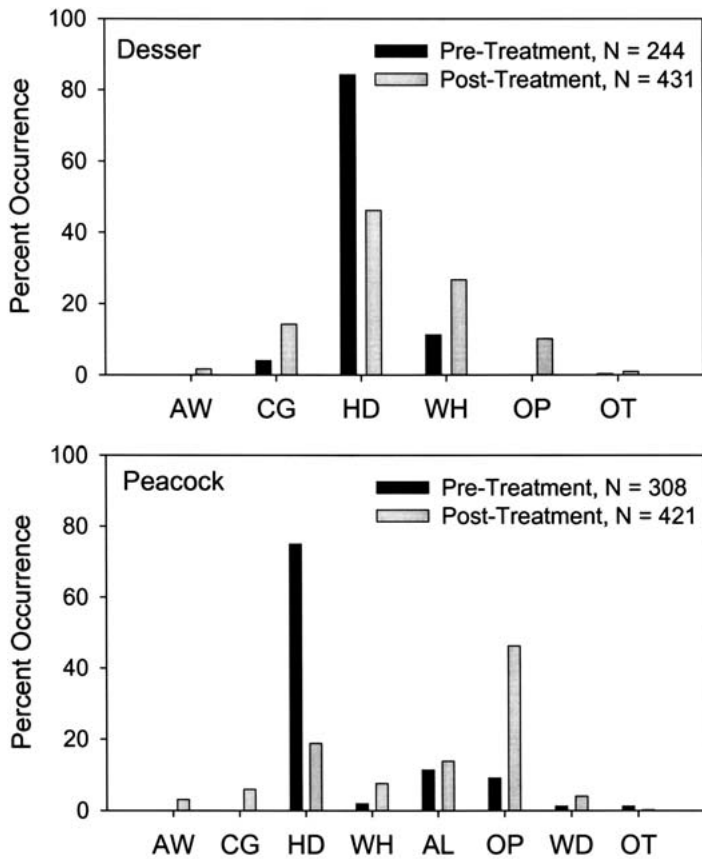 100
Desser
Pre-Treatment, N = 244
Post-Treatment, N = 431
80
60
40
20
0
Percent Occurrence
AW CG HD WH OP OT
100
Peacock
Pre-Treatment, N = 308
Post-Treatment, N = 421
80
60
40
20
0
Percent Occurrence
AW CG HD WH AL OP WD OT